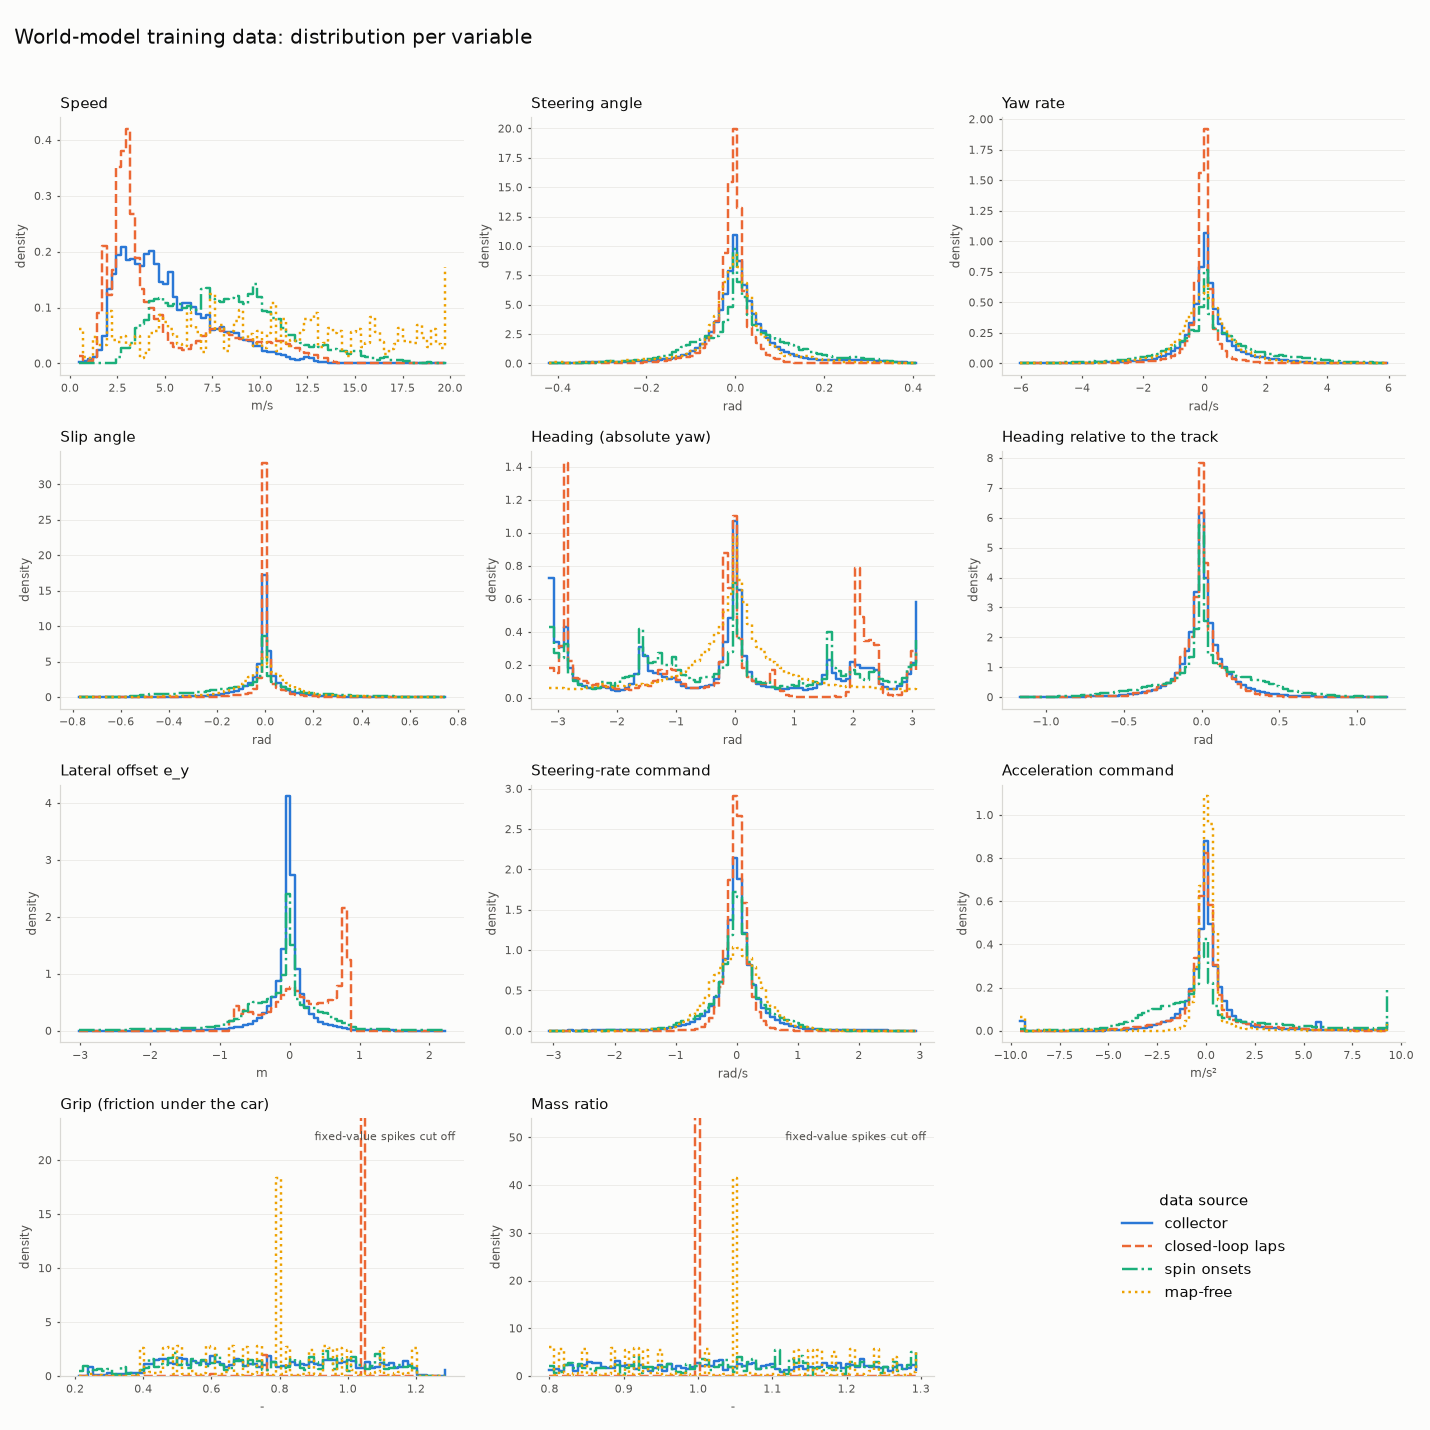 World-model training data: distribution per variable
Speed
Steering angle
Yaw rate
density
0.4
0.3
0.2
0.1
0.0
0.0 2.5 5.0 7.5 10.0 12.5 15.0 17.5 20.0
m/s
density
20.0
17.5
15.0
12.5
10.0
7.5
5.0
2.5
0.0
−0.4 −0.2 0.0 0.2 0.4
rad
density
2.00
1.75
1.50
1.25
1.00
0.75
0.50
0.25
0.00
−6 −4 −2 0 2 4 6
rad/s
Slip angle
Heading (absolute yaw)
Heading relative to the track
density
30
25
20
15
10
5
0
−0.8 −0.6 −0.4 −0.2 0.0 0.2 0.4 0.6 0.8
rad
density
1.4
1.2
1.0
0.8
0.6
0.4
0.2
0.0
−3 −2 −1 0 1 2 3
rad
density
8
7
6
5
4
3
2
1
0
−1.0 −0.5 0.0 0.5 1.0
rad
Lateral offset e_y
Steering-rate command
Acceleration command
density
4
3
2
1
0
−3 −2 −1 0 1 2
m
density
3.0
2.5
2.0
1.5
1.0
0.5
0.0
−3 −2 −1 0 1 2 3
rad/s
density
1.0
0.8
0.6
0.4
0.2
0.0
−10.0 −7.5 −5.0 −2.5 0.0 2.5 5.0 7.5 10.0
m/s²
Grip (friction under the car)
Mass ratio
fixed-value spikes cut off
density
20
15
10
5
0
0.2 0.4 0.6 0.8 1.0 1.2
-
fixed-value spikes cut off
density
50
40
30
20
10
0
0.8 0.9 1.0 1.1 1.2 1.3
-
data source
collector
closed-loop laps
spin onsets
map-free